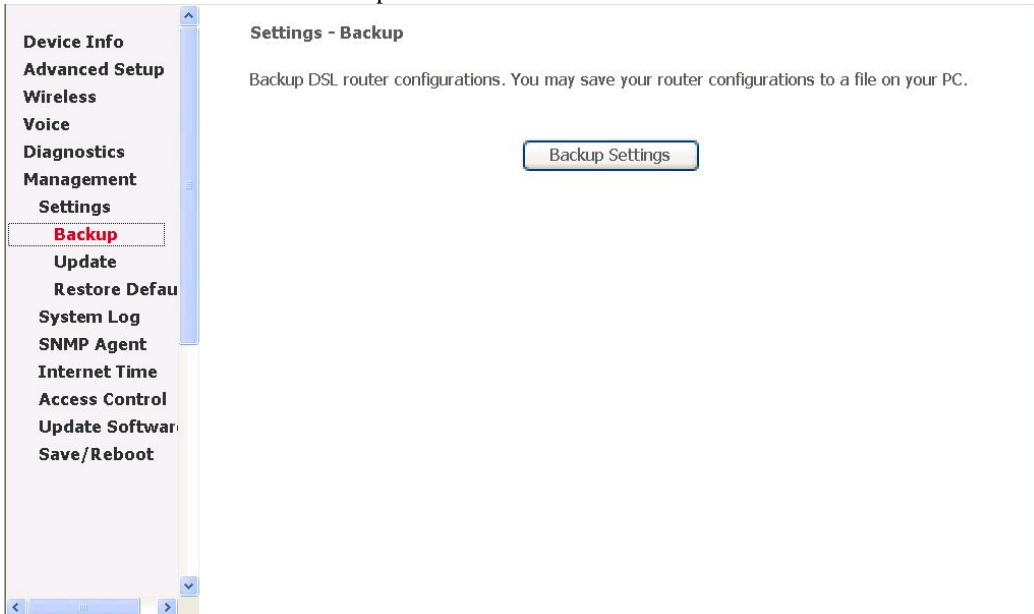 Device Info
Advanced Setup
Wireless
Voice
Diagnostics
Management
Settings
Backup
Update
Restore Defau
System Log
SNMP Agent
Internet Time
Access Control
Update Softwar
Save/Reboot
Settings - Backup
Backup DSL router configurations. You may save your router configurations to a file on your PC.
Backup Settings